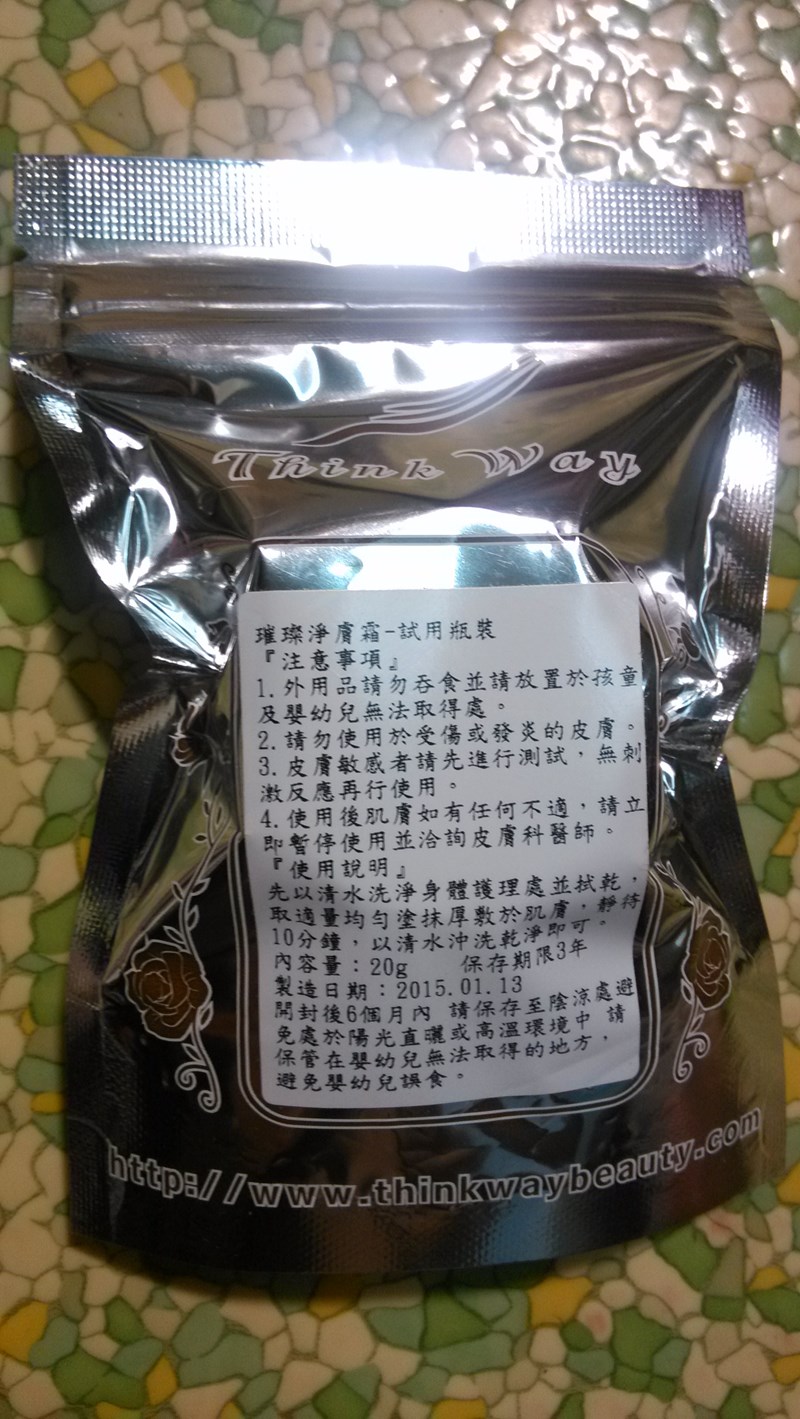 Think Way
璀璨淨膚霜-試用瓶裝
『注意事項』
1.外用品請勿吞食並請放置於孩童
及嬰幼兒無法取得處。
2.請勿使用於受傷或發炎的皮膚。
3.皮膚敏感者請先進行測試,無刺
激反應再行使用。
4.使用後肌膚如有任何不適,請立
即暫停使用並洽詢皮膚科醫師。
『使用說明』
先以清水洗淨身體護理處並拭乾,
取適量均勻塗抹厚敷於肌膚,靜待
10分鐘,以清水沖洗乾淨即可。
內容量:20g 保存期限3年
製造日期:2015.01.13
開封後6個月內 請保存至陰涼處避
免處於陽光直曬或高溫環境中 請
保管在嬰幼兒無法取得的地方,
避免嬰幼兒誤食。
http://www.thinkwaybeauty.com